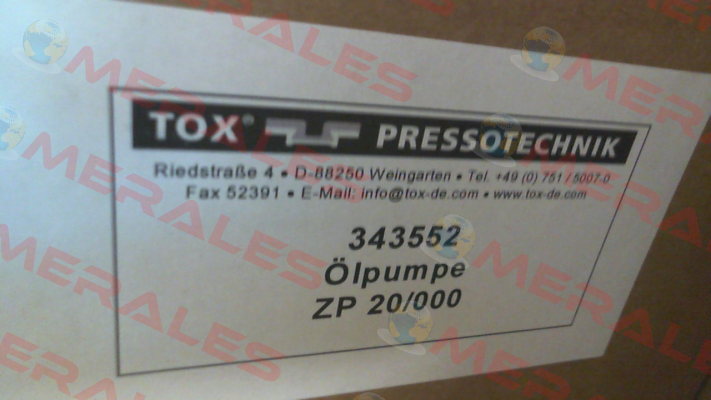 TOX® PRESSOTECHNIK
Riedstraße 4 • D-88250 Weingarten • Tel. +49 (0) 751 / 5007-0
Fax 52391 • E-Mail: info@tox-de.com • www.tox-de.com
343552
Ölpumpe
ZP 20/000
MERALES